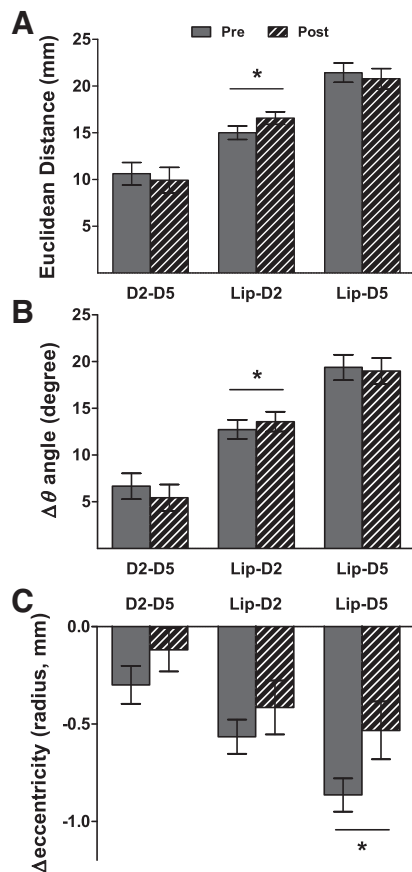 A
Pre Post
Euclidean Distance (mm)
25
20
15
10
5
*
D2-D5 Lip-D2 Lip-D5
B
Δθ angle (degree)
25
20
15
10
5
*
D2-D5 Lip-D2 Lip-D5
C
D2-D5 Lip-D2 Lip-D5
Δeccentricity (radius, mm)
0.0
-0.5
-1.0
*